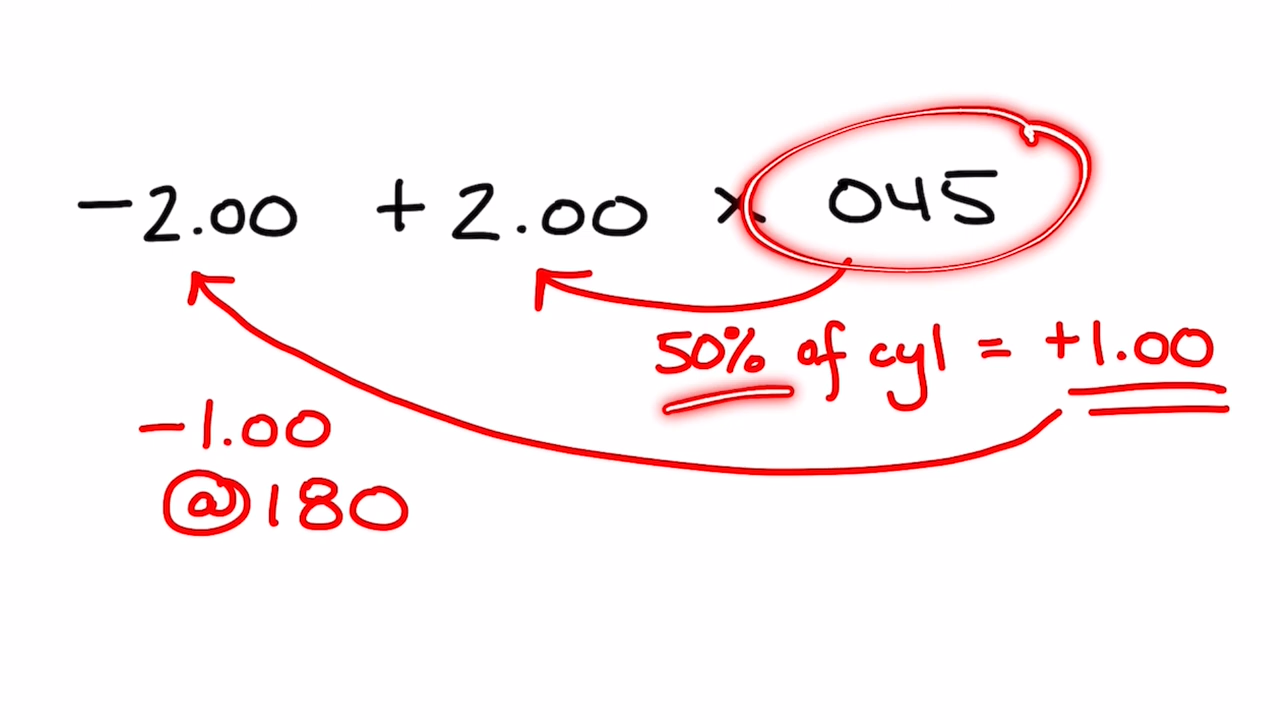 -2.00 +2.00 x 045
50% of cyl = +1.00
-1.00
@180